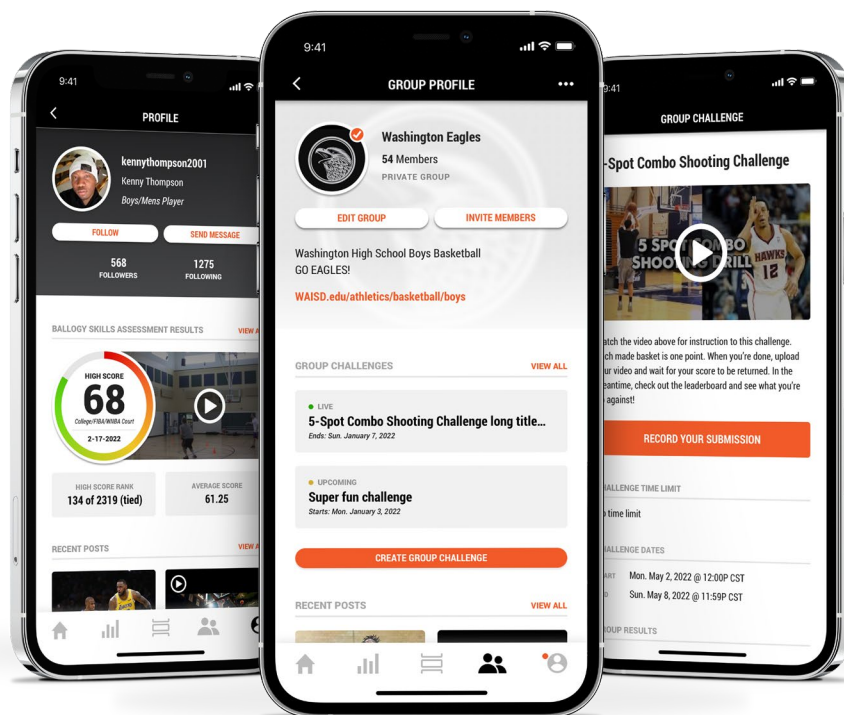 9:41
PROFILE
kennythompson2001
Kenny Thompson
Boys/Mens Player
FOLLOW
SEND MESSAGE
568
FOLLOWERS
1275
FOLLOWING
BALLOGY SKILLS ASSESSMENT RESULTS
VIEW A
HIGH SCORE
68
College/FIBA/WNBA Court
2-17-2022
HIGH SCORE RANK
134 of 2319 (tied)
AVERAGE SCORE
61.25
RECENT POSTS
VIEW
9:41
GROUP PROFILE
Washington Eagles
54 Members
PRIVATE GROUP
EDIT GROUP
INVITE MEMBERS
Washington High School Boys Basketball
GO EAGLES!
WAISD.edu/athletics/basketball/boys
GROUP CHALLENGES
VIEW ALL
LIVE
5-Spot Combo Shooting Challenge long title...
Ends: Sun. January 7, 2022
UPCOMING
Super fun challenge
Starts: Mon. January 3, 2022
CREATE GROUP CHALLENGE
RECENT POSTS
VIEW ALL
9:41
GROUP CHALLENGE
-Spot Combo Shooting Challenge
5 SPOT COMBO
SHOOTING DRILL
HAWKS
12
atch the video above for instruction to this challenge.
ch made basket is one point. When you're done, upload
ur video and wait for your score to be returned. In the
eantime, check out the leaderboard and see what you're
against!
RECORD YOUR SUBMISSION
HALLENGE TIME LIMIT
time limit
HALLENGE DATES
ART Mon. May 2, 2022 @ 12:00P CST
D Sun. May 8, 2022 @ 11:59P CST
ROUP RESULTS